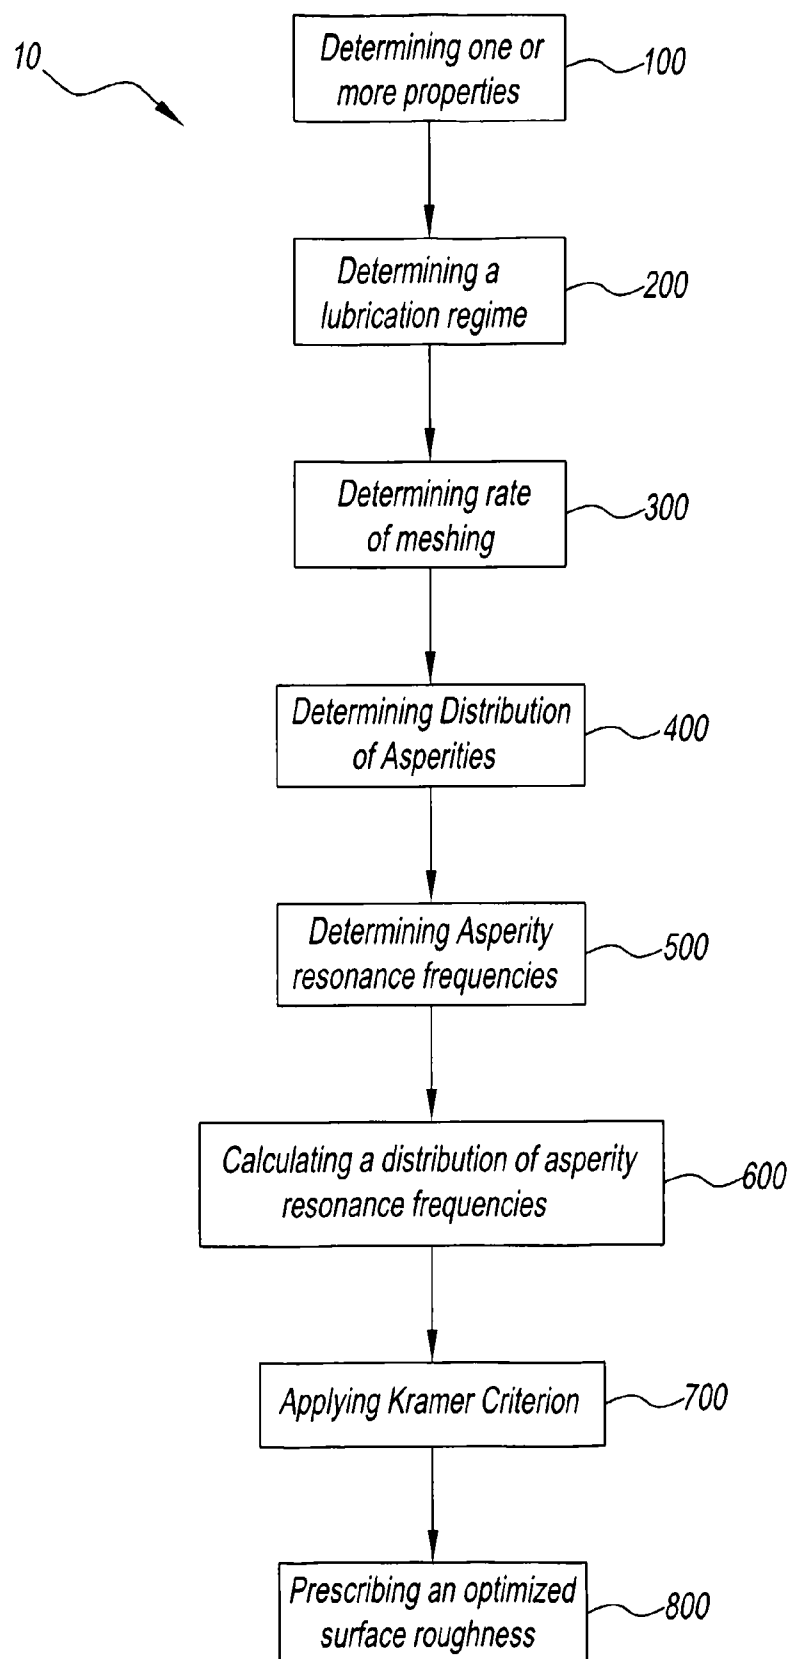 10
Determining one or
more properties
100
Determining a
lubrication regime
200
Determining rate
of meshing
300
Determining Distribution
of Asperities
400
Determining Asperity
resonance frequencies
500
Calculating a distribution of asperity
resonance frequencies
600
Applying Kramer Criterion
700
Prescribing an optimized
surface roughness
800